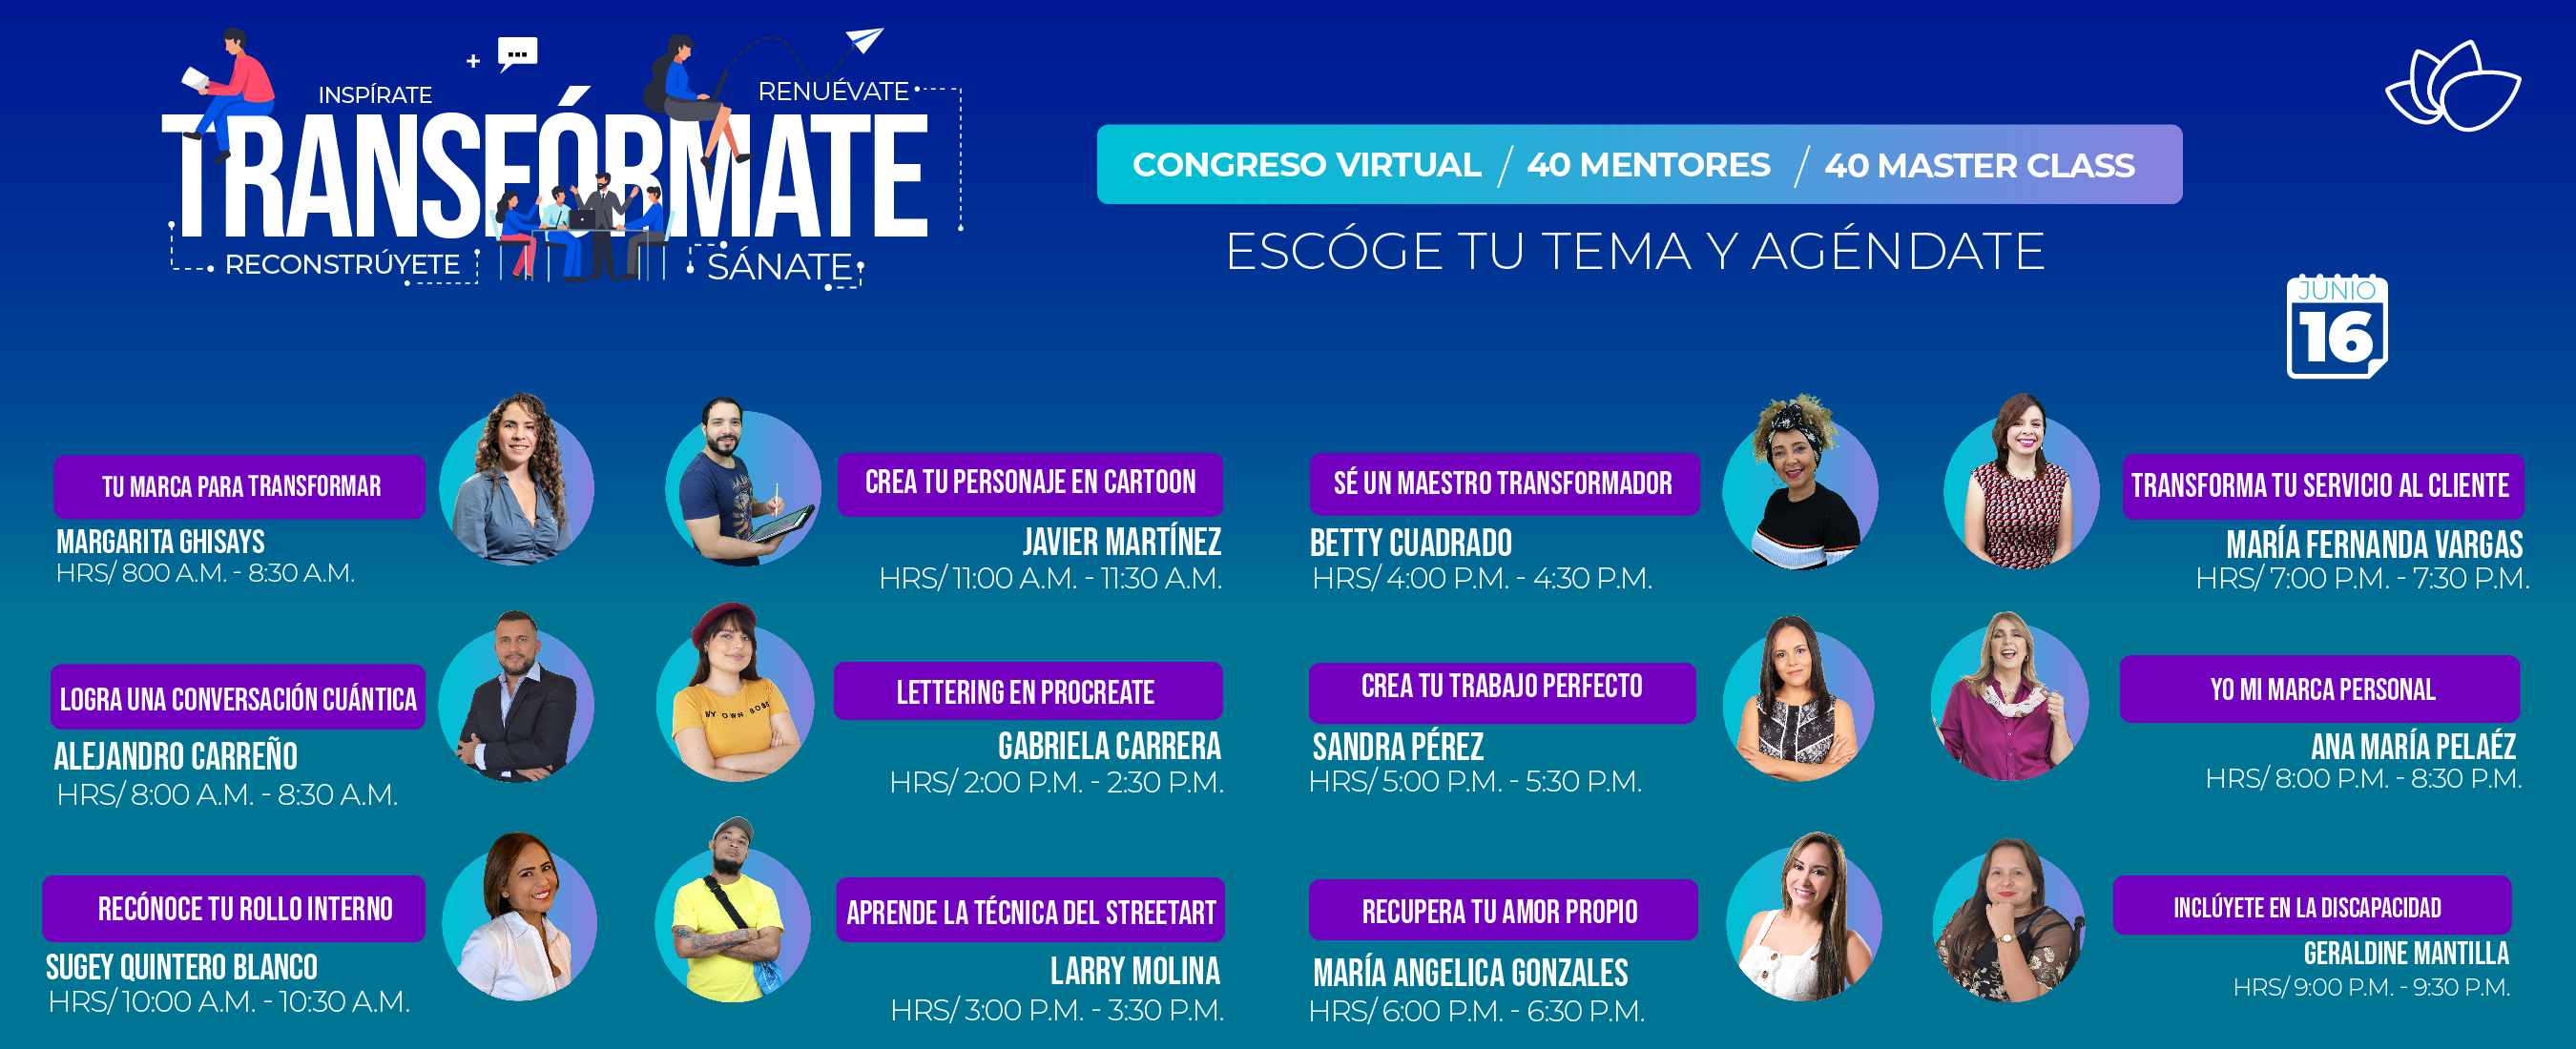 INSPÍRATE
RENUÉVATE
TRANSFÓRMATE
RECONSTRÚYETE
SÁNATE
CONGRESO VIRTUAL / 40 MENTORES / 40 MASTER CLASS
ESCÓGE TU TEMA Y AGÉNDATE
JUNIO
16
TU MARCA PARA TRANSFORMAR
MARGARITA GHISAYS
HRS/ 800 A.M. - 8:30 A.M.
CREA TU PERSONAJE EN CARTOON
JAVIER MARTÍNEZ
HRS/ 11:00 A.M. - 11:30 A.M.
SÉ UN MAESTRO TRANSFORMADOR
BETTY CUADRADO
HRS/ 4:00 P.M. - 4:30 P.M.
TRANSFORMA TU SERVICIO AL CLIENTE
MARÍA FERNANDA VARGAS
HRS/ 7:00 P.M. - 7:30 P.M.
LOGRA UNA CONVERSACIÓN CUÁNTICA
ALEJANDRO CARREÑO
HRS/ 8:00 A.M. - 8:30 A.M.
MY OWN BOSS
LETTERING EN PROCREATE
GABRIELA CARRERA
HRS/ 2:00 P.M. - 2:30 P.M.
CREA TU TRABAJO PERFECTO
SANDRA PÉREZ
HRS/ 5:00 P.M. - 5:30 P.M.
YO MI MARCA PERSONAL
ANA MARÍA PELAÉZ
HRS/ 8:00 P.M. - 8:30 P.M.
RECÓNOCE TU ROLLO INTERNO
SUGEY QUINTERO BLANCO
HRS/ 10:00 A.M. - 10:30 A.M.
APRENDE LA TÉCNICA DEL STREETART
LARRY MOLINA
HRS/ 3:00 P.M. - 3:30 P.M.
RECUPERA TU AMOR PROPIO
MARÍA ANGELICA GONZALES
HRS/ 6:00 P.M. - 6:30 P.M.
INCLÚYETE EN LA DISCAPACIDAD
GERALDINE MANTILLA
HRS/ 9:00 P.M. - 9:30 P.M.